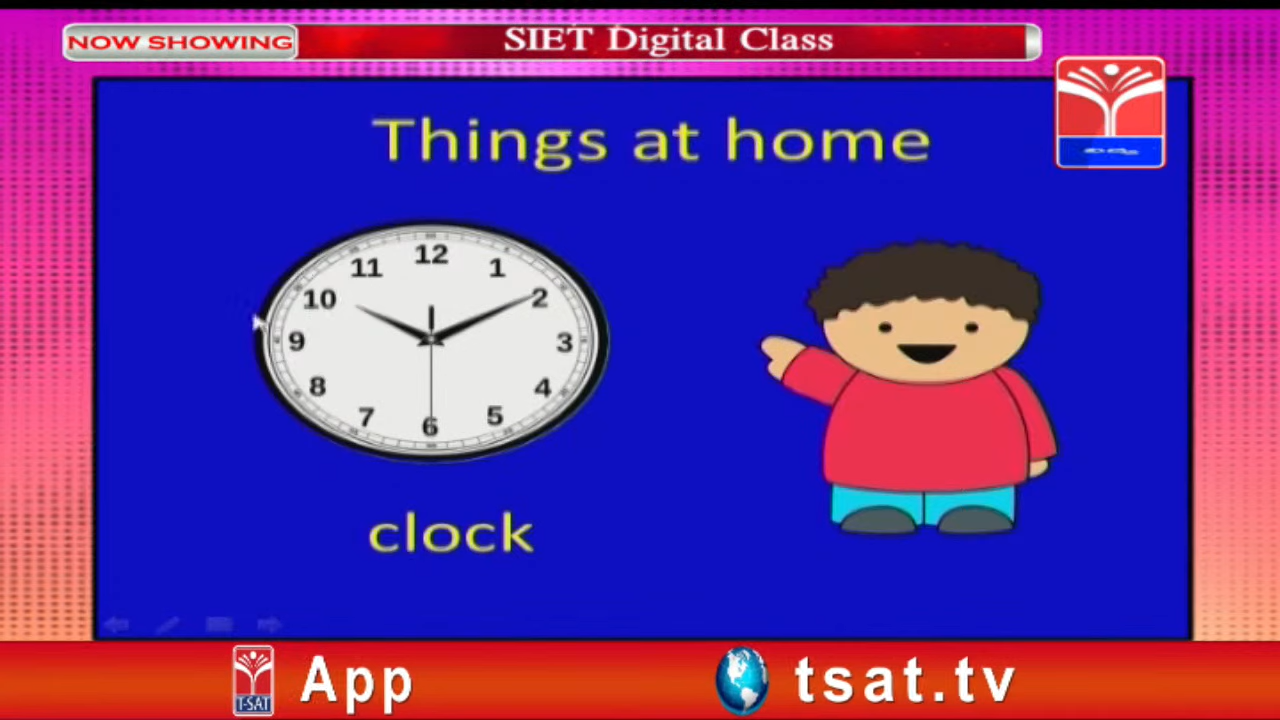 NOW SHOWING
SIET Digital Class
Things at home
12
11
1
10
2
9
3
8
4
7
5
6
clock
T-SAT
App
tsat.tv